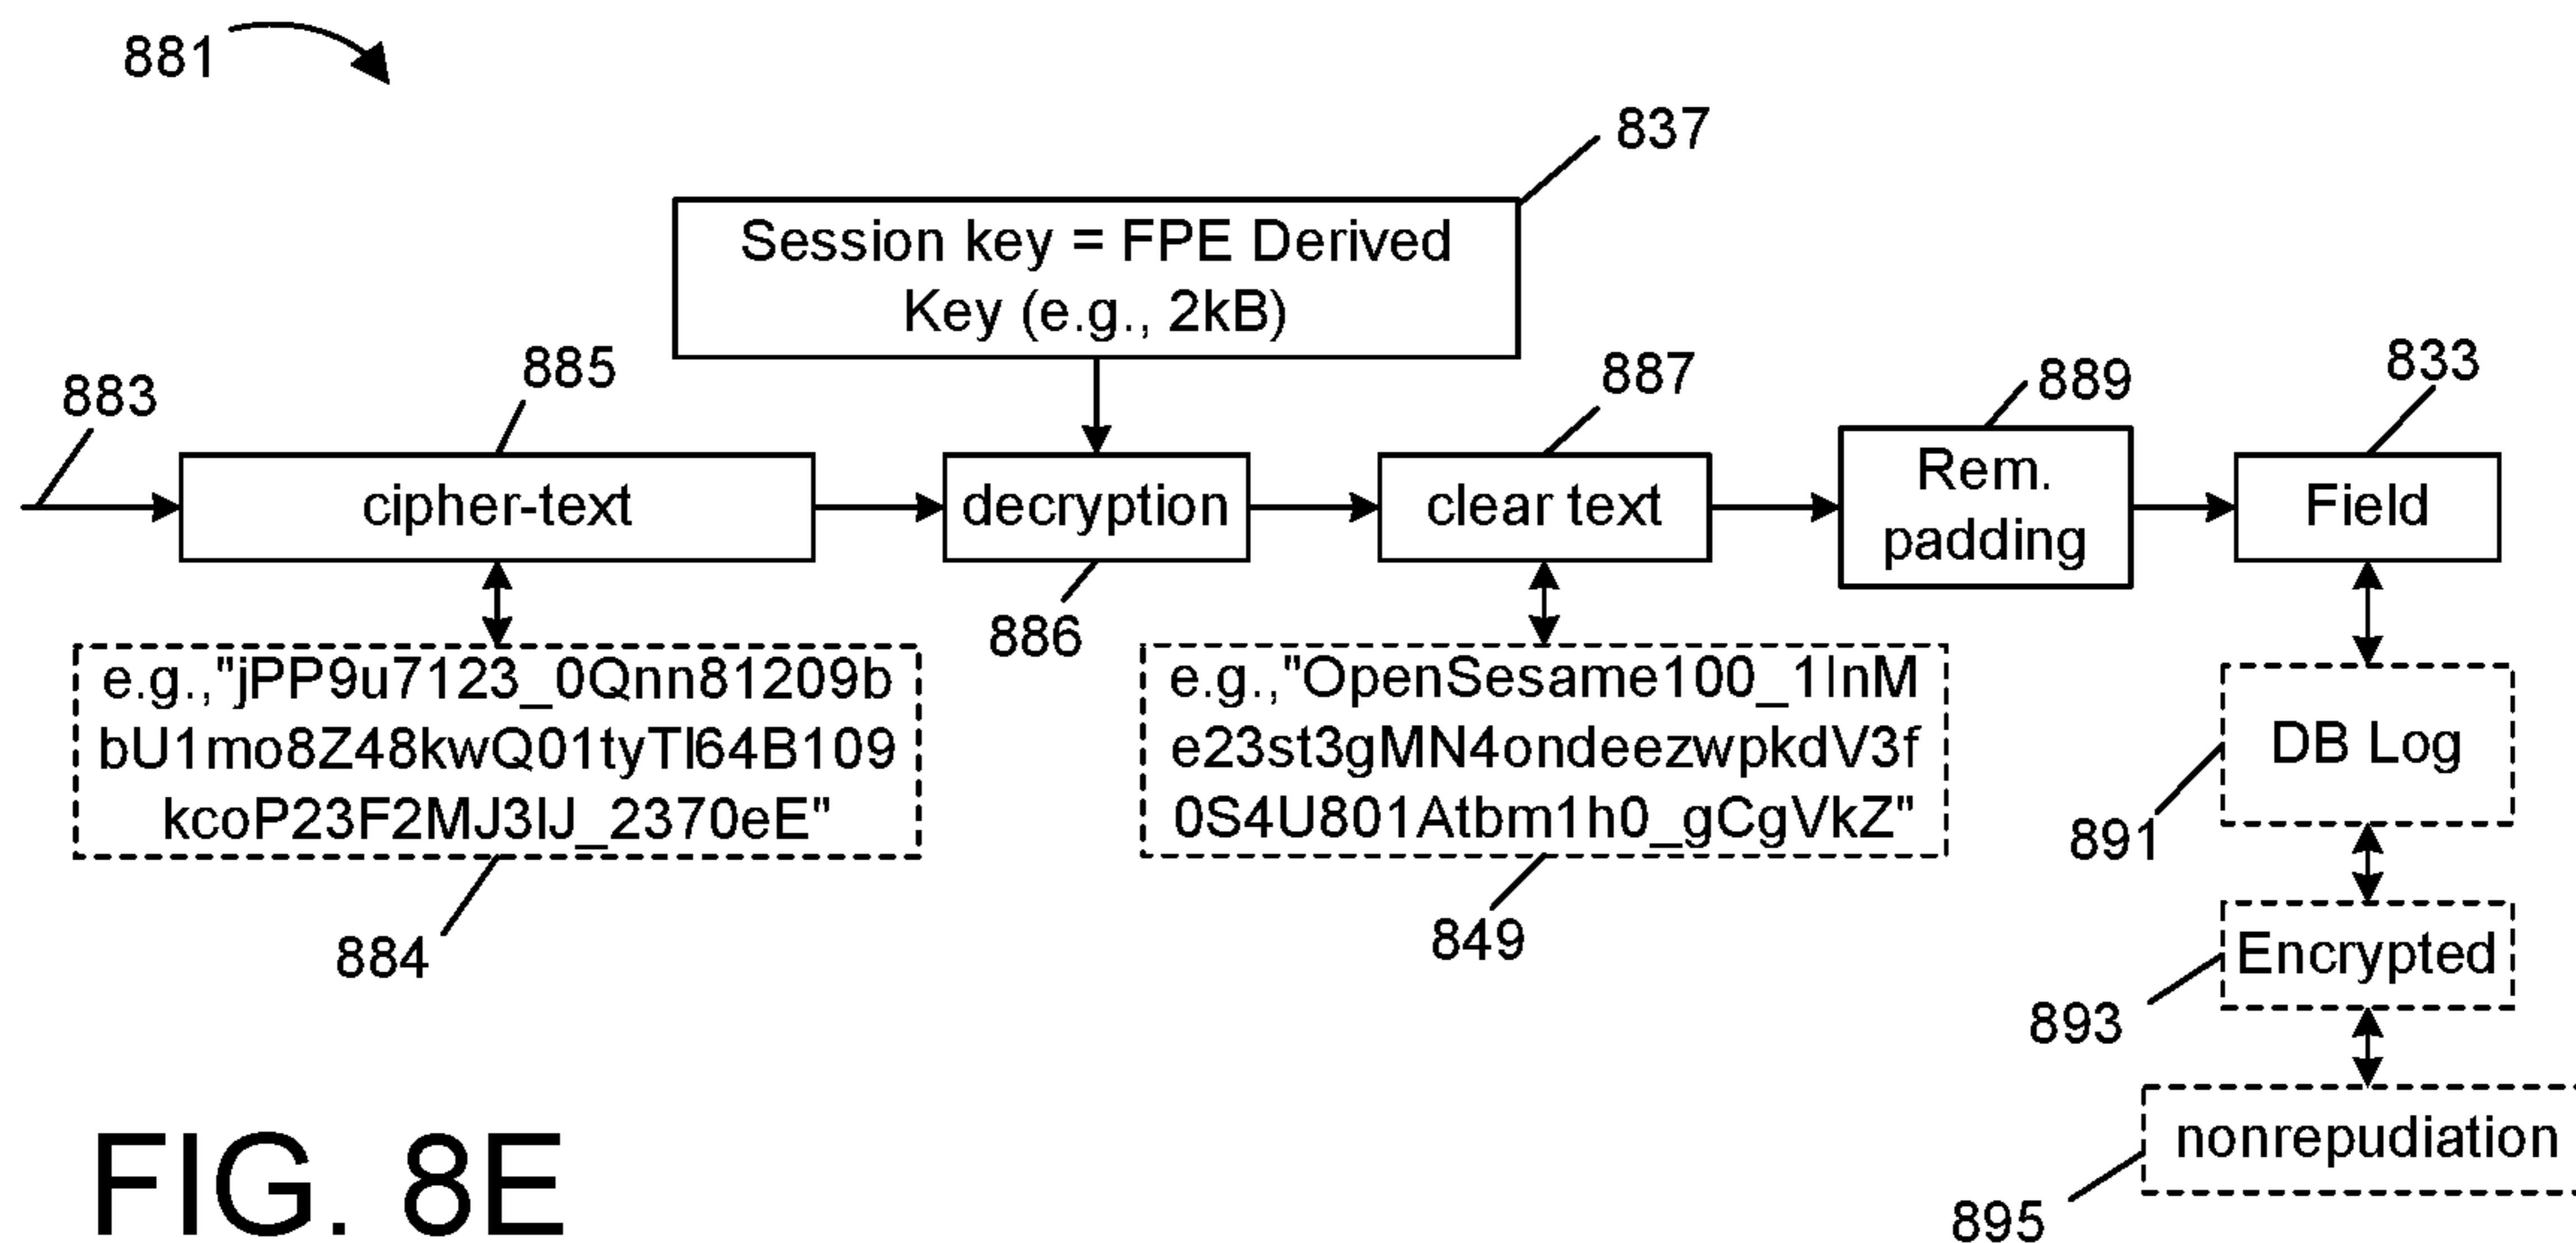 881
837
Session key = FPE Derived
Key (e.g., 2kB)
883
885
887
889
833
cipher-text
decryption
clear text
Rem.
padding
Field
886
e.g.,"jPP9u7123_0Qnn81209b
bU1mo8Z48kwQ01tyTl64B109
kcoP23F2MJ3lJ_2370eE"
884
e.g.,"OpenSesame100_1InM
e23st3gMN4ondeezwpkdV3f
0S4U801Atbm1h0_gCgVkZ"
849
DB Log
891
Encrypted
893
nonrepudiation
895
FIG. 8E